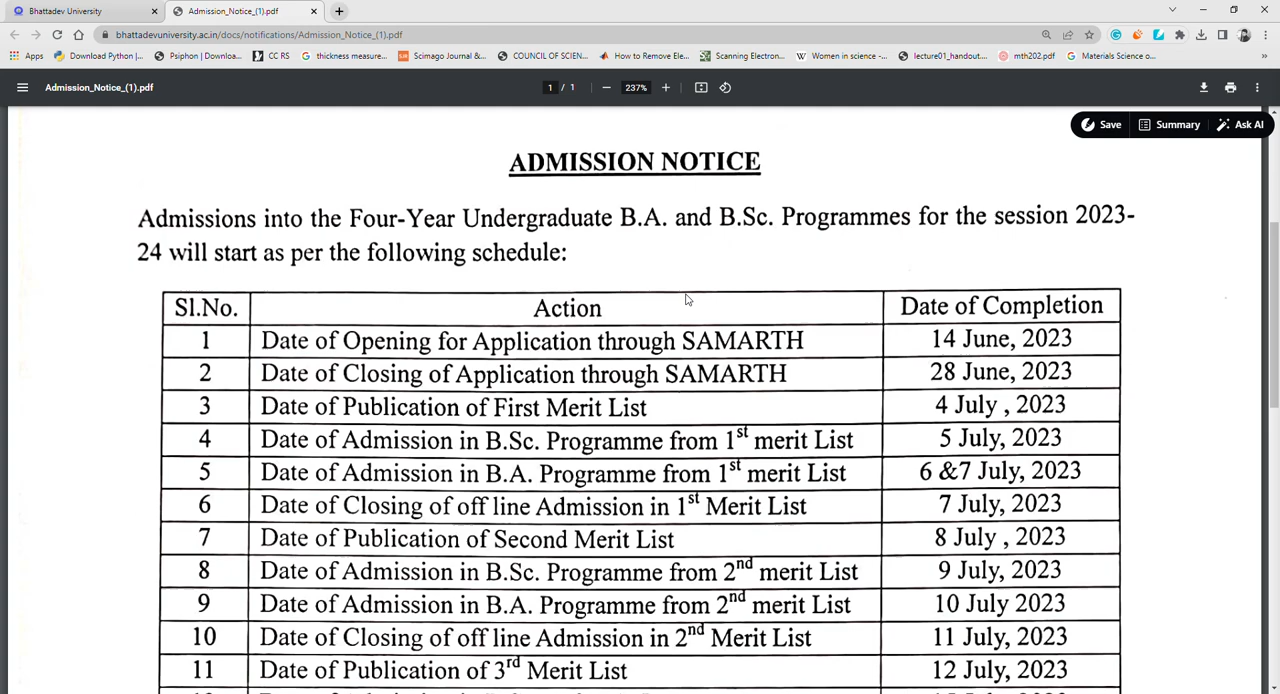 Bhattadev University
Admission_Notice_(1).pdf
bhattadevuniversity.ac.in/docs/notifications/Admission_Notice_(1).pdf
Apps
Download Python |...
Psiphon | Downloa...
CC RS
thickness measure...
Scimago Journal &...
COUNCIL OF SCIEN...
How to Remove Ele...
Scanning Electron...
Women in science -...
lecture01_handout...
mth202.pdf
Materials Science o...
Admission_Notice_(1).pdf
1 / 1
237%
Save
Summary
Ask AI
ADMISSION NOTICE
Admissions into the Four-Year Undergraduate B.A. and B.Sc. Programmes for the session 2023-
24 will start as per the following schedule:
Sl.No. Action Date of Completion
1 Date of Opening for Application through SAMARTH 14 June, 2023
2 Date of Closing of Application through SAMARTH 28 June, 2023
3 Date of Publication of First Merit List 4 July , 2023
4 Date of Admission in B.Sc. Programme from 1st merit List 5 July, 2023
5 Date of Admission in B.A. Programme from 1st merit List 6 &7 July, 2023
6 Date of Closing of off line Admission in 1st Merit List 7 July, 2023
7 Date of Publication of Second Merit List 8 July , 2023
8 Date of Admission in B.Sc. Programme from 2nd merit List 9 July, 2023
9 Date of Admission in B.A. Programme from 2nd merit List 10 July 2023
10 Date of Closing of off line Admission in 2nd Merit List 11 July, 2023
11 Date of Publication of 3rd Merit List 12 July, 2023